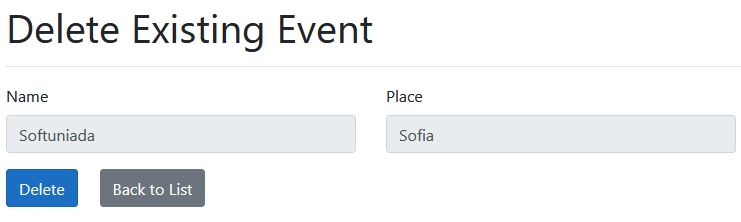 Delete Existing Event
Name Place
Softuniada Sofia
Delete Back to List